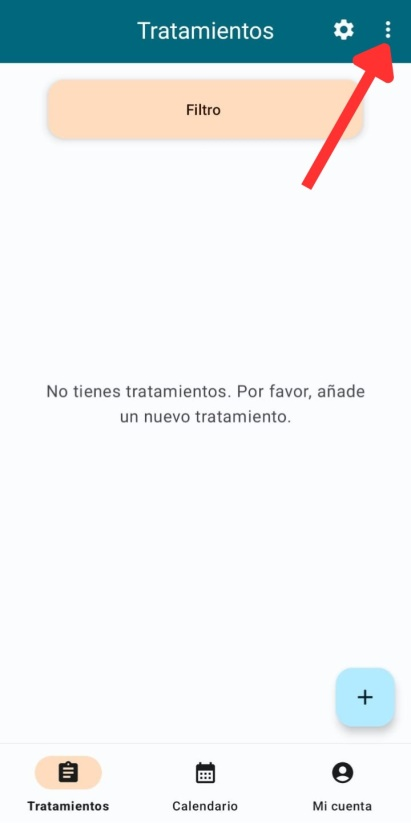 Tratamientos
Filtro
No tienes tratamientos. Por favor, añade
un nuevo tratamiento.
Tratamientos
Calendario
Mi cuenta